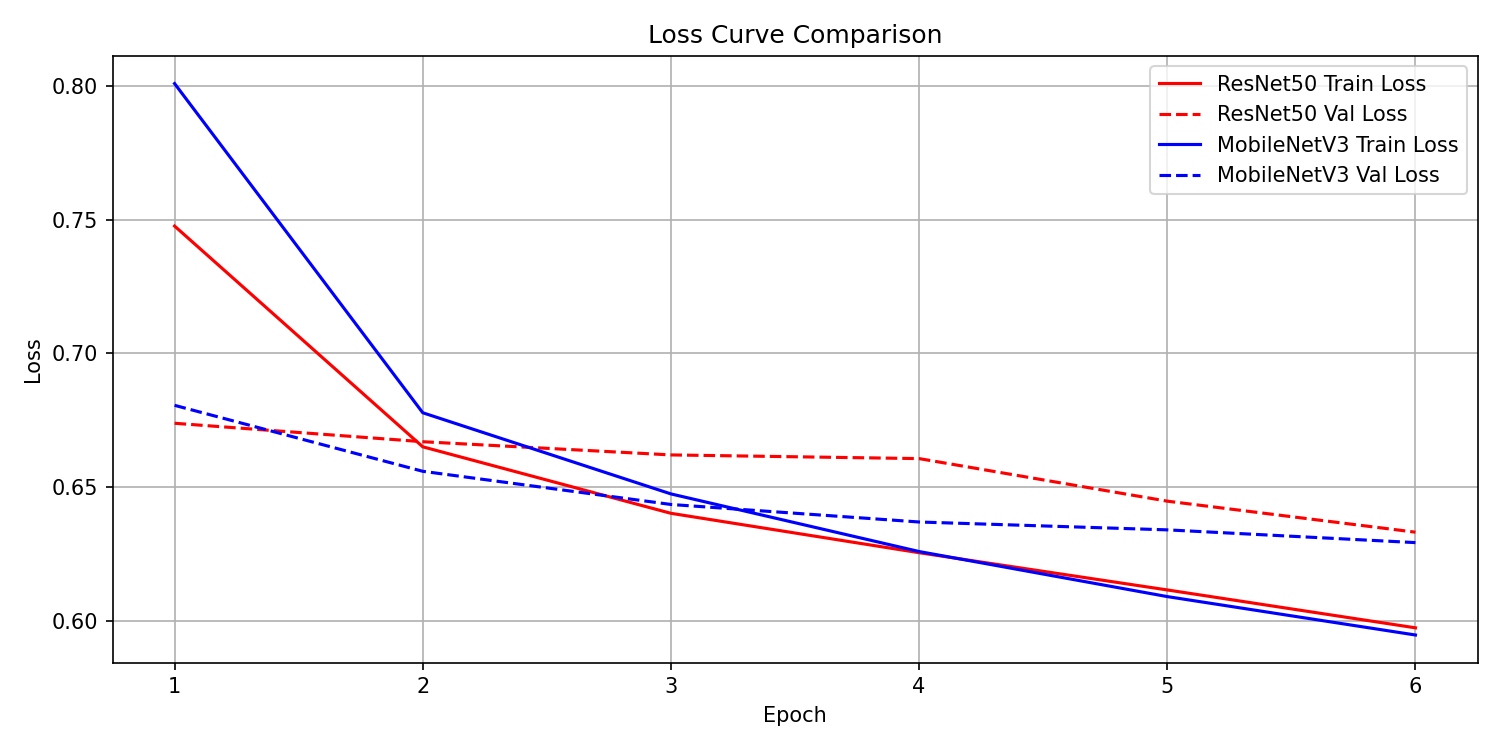 Loss Curve Comparison
ResNet50 Train Loss
ResNet50 Val Loss
MobileNetV3 Train Loss
MobileNetV3 Val Loss
Loss
0.80
0.75
0.70
0.65
0.60
1 2 3 4 5 6
Epoch